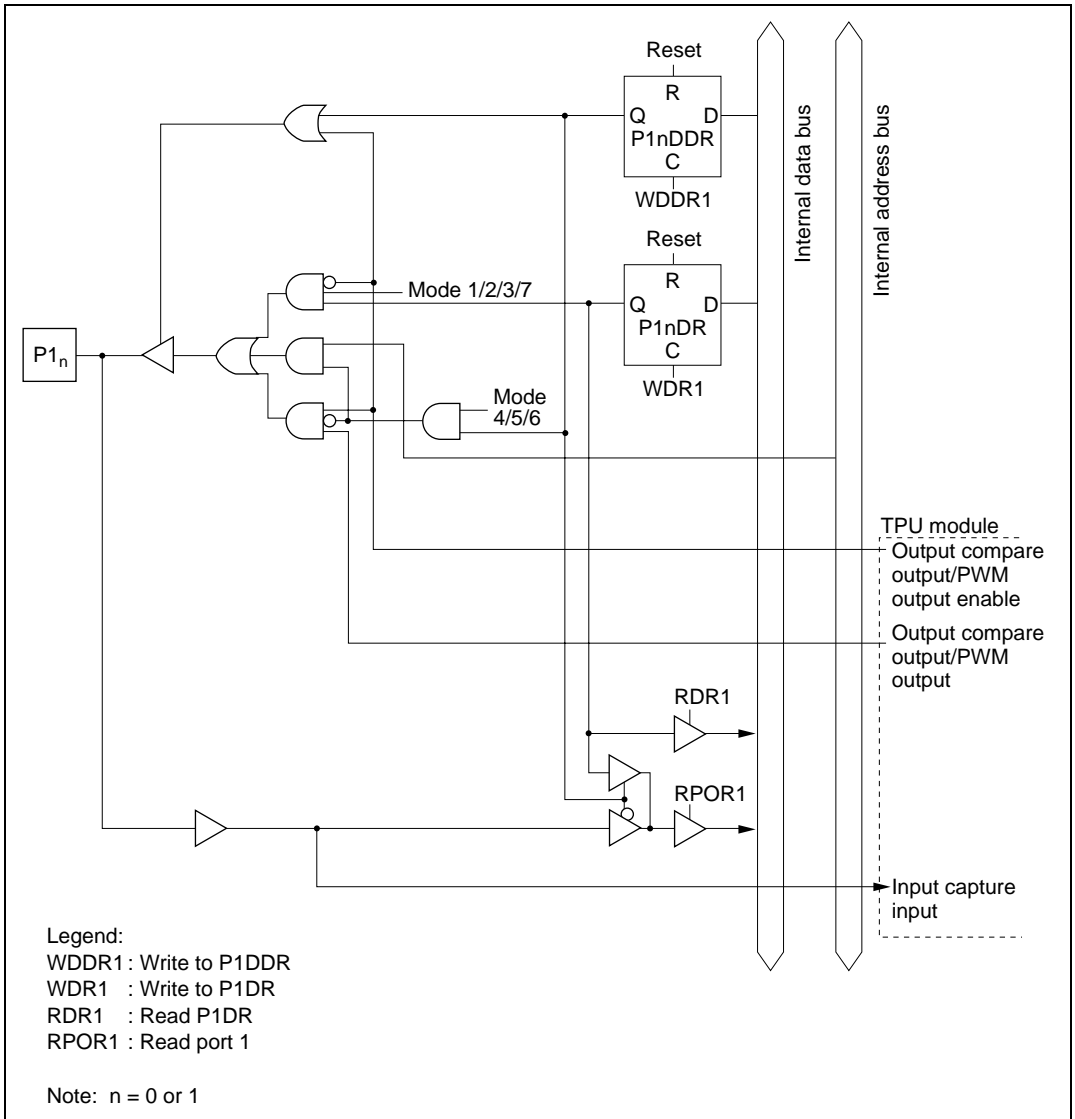 Reset
R
Q D
P1nDDR
C
WDDR1
Internal data bus
Internal address bus
Reset
R
Mode 1/2/3/7
Q D
P1nDR
C
WDR1
P1n
Mode
4/5/6
TPU module
Output compare
output/PWM
output enable
Output compare
output/PWM
output
RDR1
RPOR1
Input capture
input
Legend:
WDDR1 : Write to P1DDR
WDR1 : Write to P1DR
RDR1 : Read P1DR
RPOR1 : Read port 1
Note: n = 0 or 1